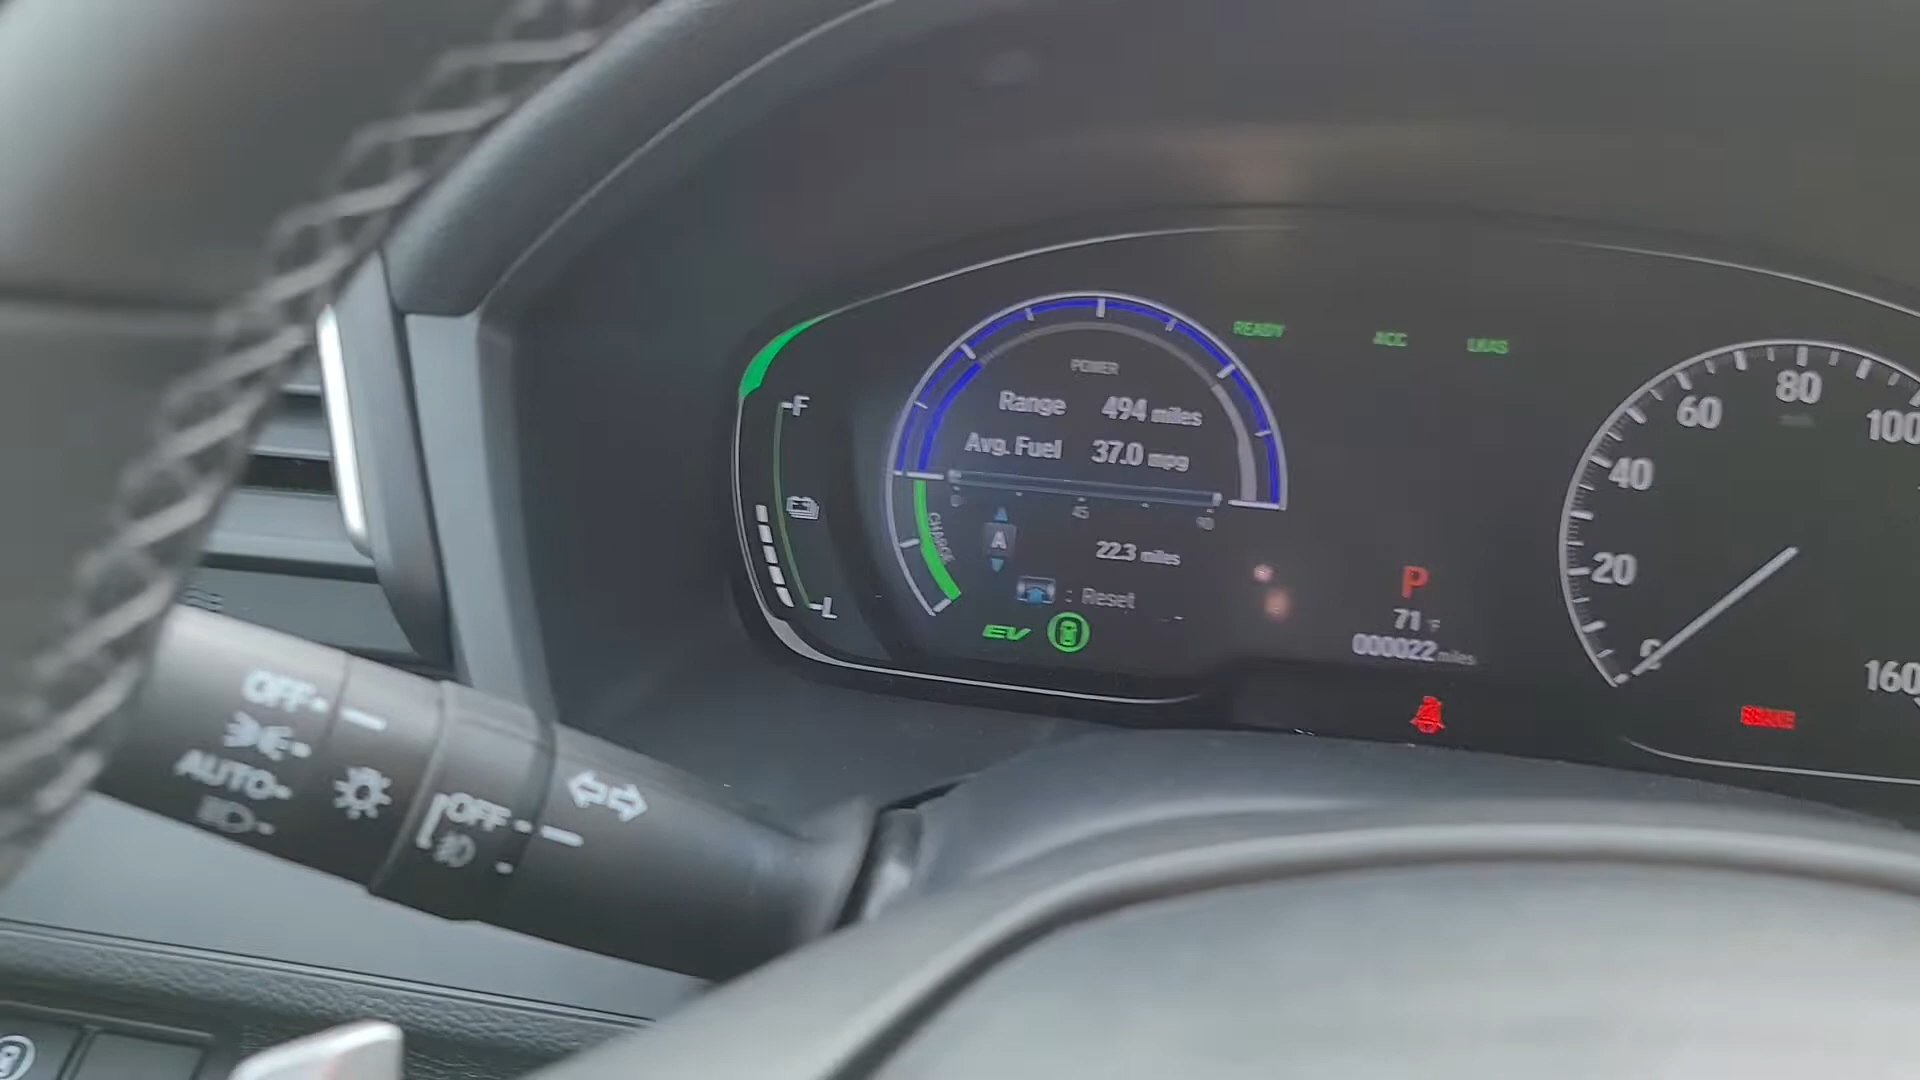 READY
ACC
LKAS
POWER
Range 494 miles
Avg. Fuel 37.0 mpg
0 45 90
A
22.3 miles
: Reset
EV
CHARGE
F
L
P
71 °F
000022 miles
BRAKE
0 20 40 60 80 100 160
OFF
AUTO
OFF